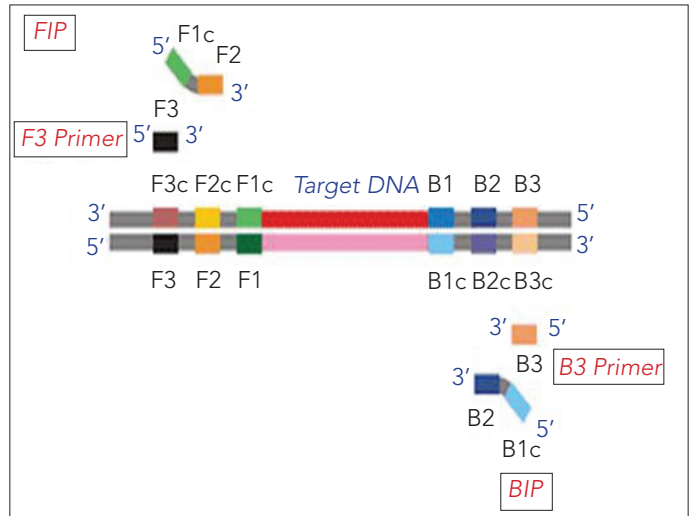 FIP
5’ F1c
F2
3’
F3
F3 Primer 5’ 3’
F3c F2c F1c Target DNA B1 B2 B3
3’ 5’
5’ 3’
F3 F2 F1 B1c B2c B3c
3’ 5’
B3 B3 Primer
3’
B2 5’
B1c
BIP